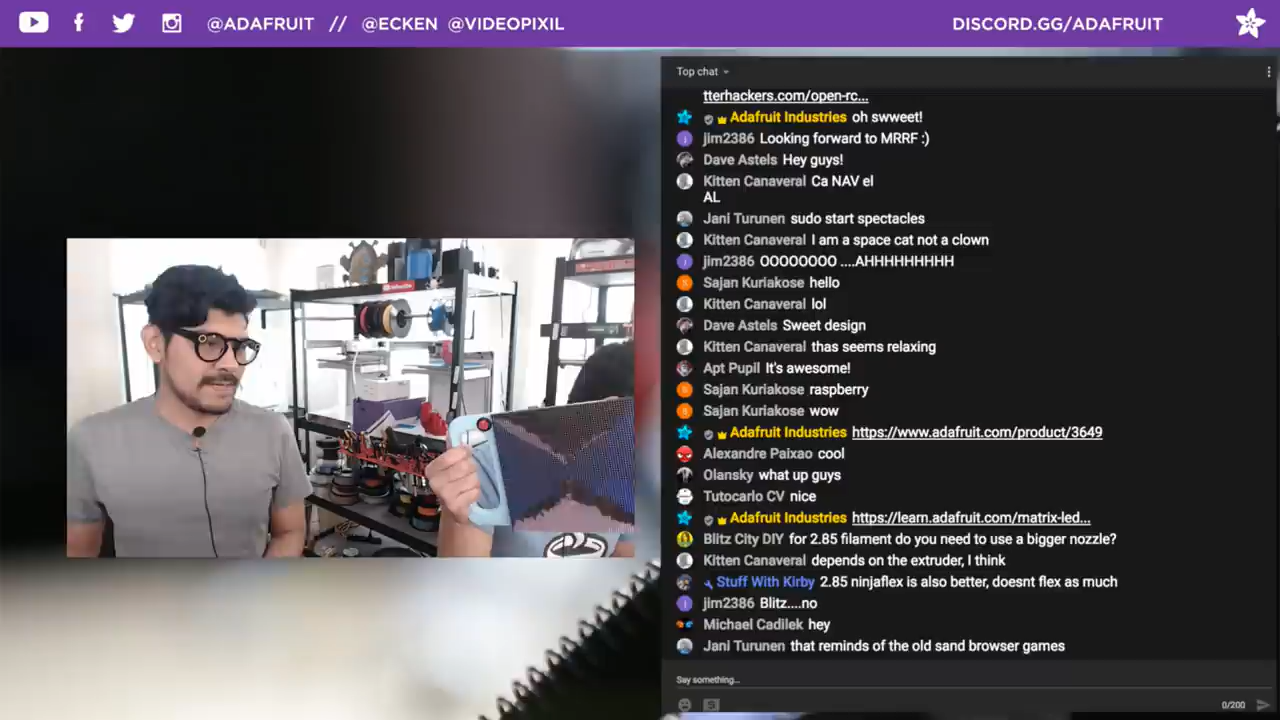 @ADAFRUIT // @ECKEN @VIDEOPIXIL
DISCORD.GG/ADAFRUIT
Top chat
tterhackers.com/open-rc...
Adafruit Industries oh swweet!
jim2386 Looking forward to MRRF :)
Dave Astels Hey guys!
Kitten Canaveral Ca NAV el
AL
Jani Turunen sudo start spectacles
Kitten Canaveral I am a space cat not a clown
jim2386 OOOOOOOO ....AHHHHHHHHH
Sajan Kuriakose hello
Kitten Canaveral lol
Dave Astels Sweet design
Kitten Canaveral thas seems relaxing
Apt Pupil It's awesome!
Sajan Kuriakose raspberry
Sajan Kuriakose wow
Adafruit Industries https://www.adafruit.com/product/3649
Alexandre Paixao cool
Olansky what up guys
Tutocarlo CV nice
Adafruit Industries https://learn.adafruit.com/matrix-led...
Blitz City DIY for 2.85 filament do you need to use a bigger nozzle?
Kitten Canaveral depends on the extruder, I think
Stuff With Kirby 2.85 ninjaflex is also better, doesnt flex as much
jim2386 Blitz....no
Michael Cadilek hey
Jani Turunen that reminds of the old sand browser games
Say something...
0/200